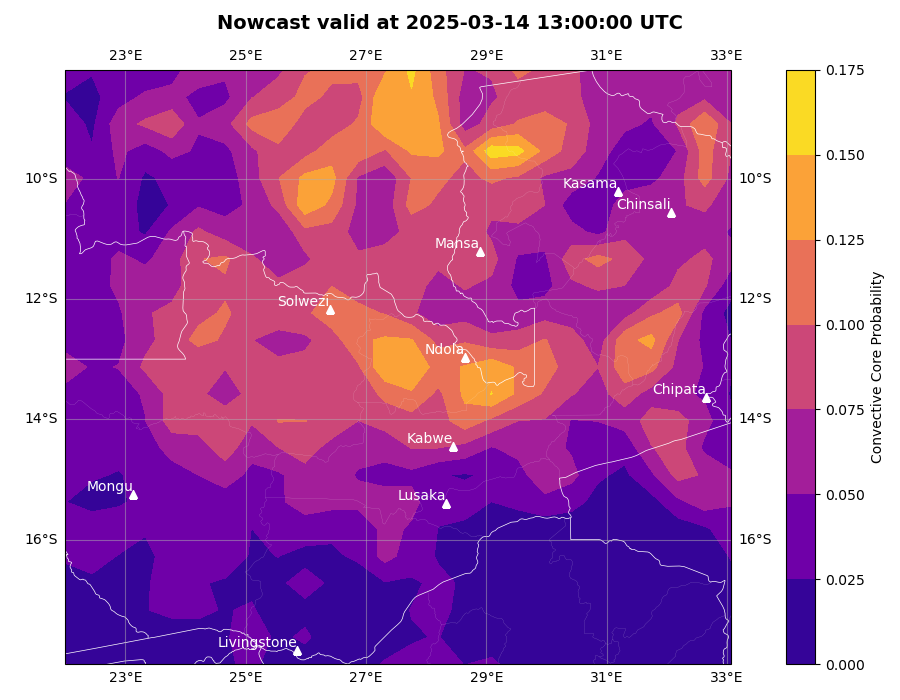 Nowcast valid at 2025-03-14 13:00:00 UTC
23°E 25°E 27°E 29°E 31°E 33°E
0.175
0.150
10°S Kasama 10°S
Chinsali
0.125
Mansa
12°S Solwezi 12°S
0.100
Ndola
Chipata
14°S 14°S
0.075
Kabwe
Mongu Lusaka
0.050
16°S 16°S
0.025
Livingstone
0.000
23°E 25°E 27°E 29°E 31°E 33°E
Convective Core Probability